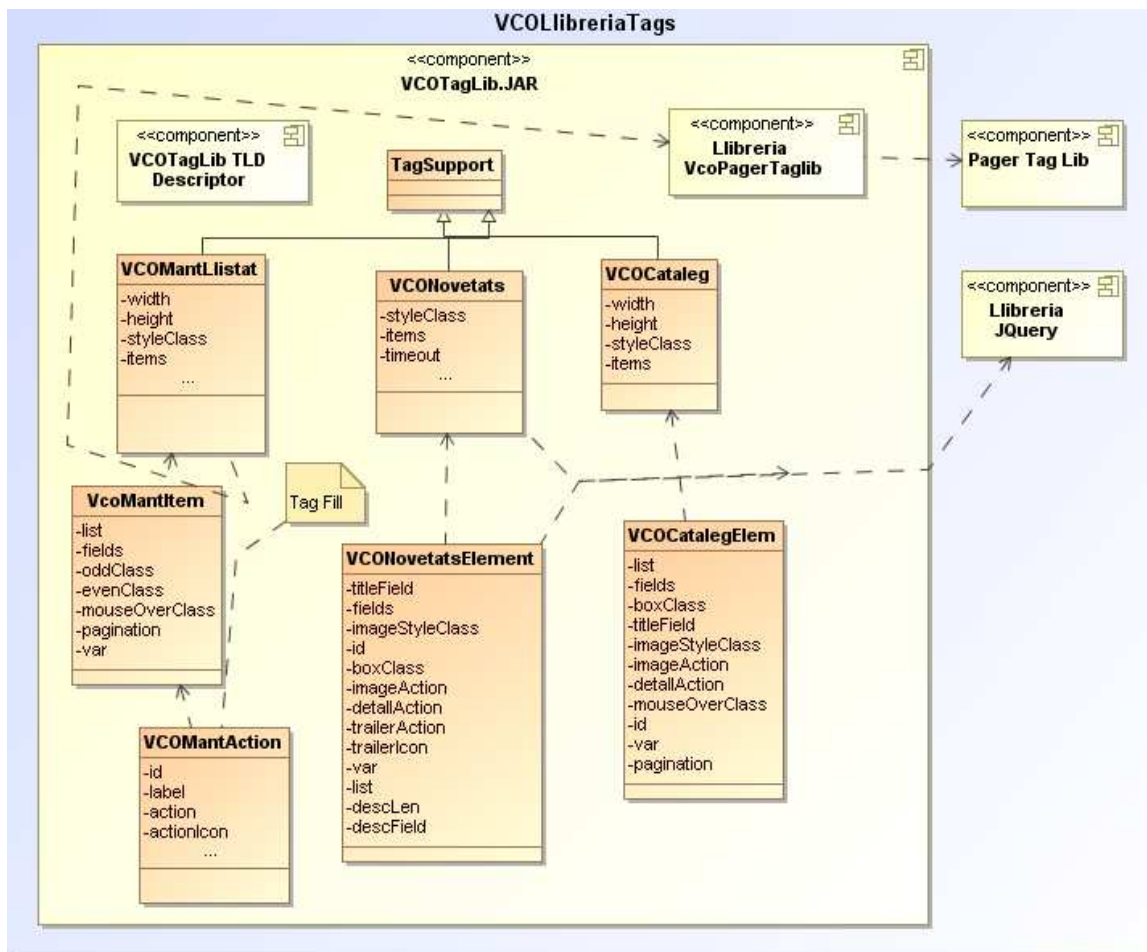 VCOLlibreriaTags
<<component>>
VCOTagLib.JAR
<<component>>
VCOTagLib TLD
Descriptor
TagSupport
<<component>>
Llibreria
VcoPagerTaglib
<<component>>
Pager Tag Lib
<<component>>
Llibreria
JQuery
VCOMantLlistat
-width
-height
-styleClass
-items
...
VCONovetats
-styleClass
-items
-timeout
...
VCOCataleg
-width
-height
-styleClass
-items
VcoMantItem
-list
-fields
-oddClass
-evenClass
-mouseOverClass
-pagination
-var
Tag Fill
VCONovetatsElement
-titleField
-fields
-imageStyleClass
-id
-boxClass
-imageAction
-detallAction
-trailerAction
-trailerIcon
-var
-list
-descLen
-descField
VCOCatalegElem
-list
-fields
-boxClass
-titleField
-imageStyleClass
-imageAction
-detallAction
-mouseOverClass
-id
-var
-pagination
VCOMantAction
-id
-label
-action
-actionIcon
...